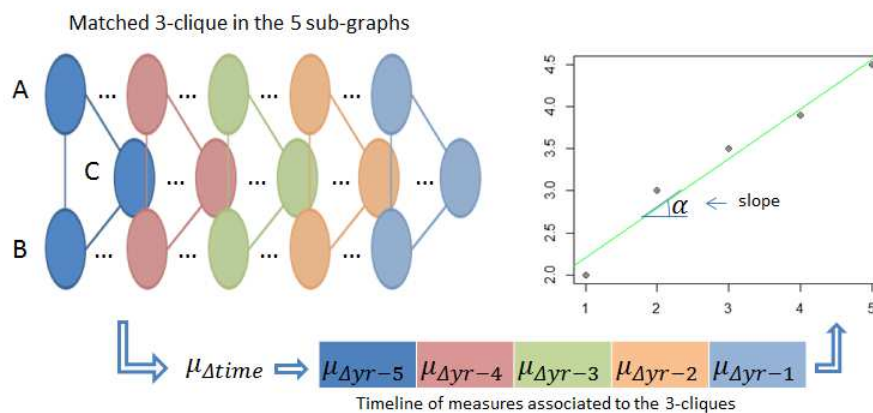 Matched 3-clique in the 5 sub-graphs
A ... ... ... ...
C ... ... ... ...
B ... ... ... ...
4.5
4.0
3.5
3.0
2.5
2.0
α ← slope
1 2 3 4 5
μΔtime
μΔyr−5 μΔyr−4 μΔyr−3 μΔyr−2 μΔyr−1
Timeline of measures associated to the 3-cliques